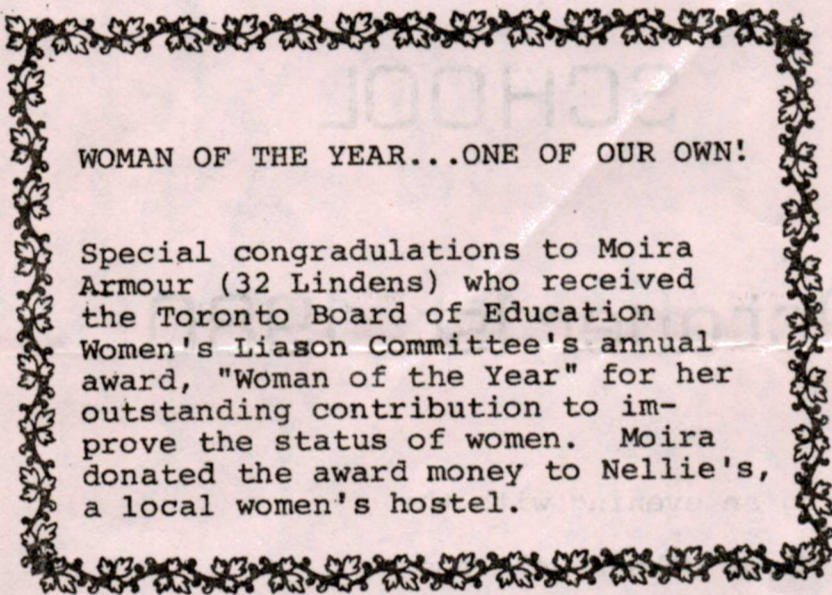 WOMAN OF THE YEAR...ONE OF OUR OWN!
Special congradulations to Moira
Armour (32 Lindens) who received
the Toronto Board of Education
Women's Liason Committee's annual
award, "Woman of the Year" for her
outstanding contribution to im-
prove the status of women.  Moira
donated the award money to Nellie's,
a local women's hostel.